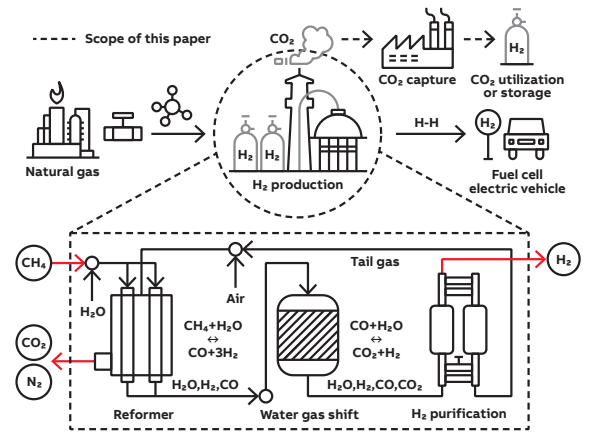 Scope of this paper
CO₂
CO₂ capture
H₂
CO₂ utilization
or storage
Natural gas
H₂ H₂
H₂ production
H-H
H₂
Fuel cell
electric vehicle
CH₄
H₂O
Air
Tail gas
H₂
CO₂
N₂
CH₄+H₂O
↔
CO+3H₂
CO+H₂O
↔
CO₂+H₂
H₂O,H₂,CO
H₂O,H₂,CO,CO₂
Reformer
Water gas shift
H₂ purification